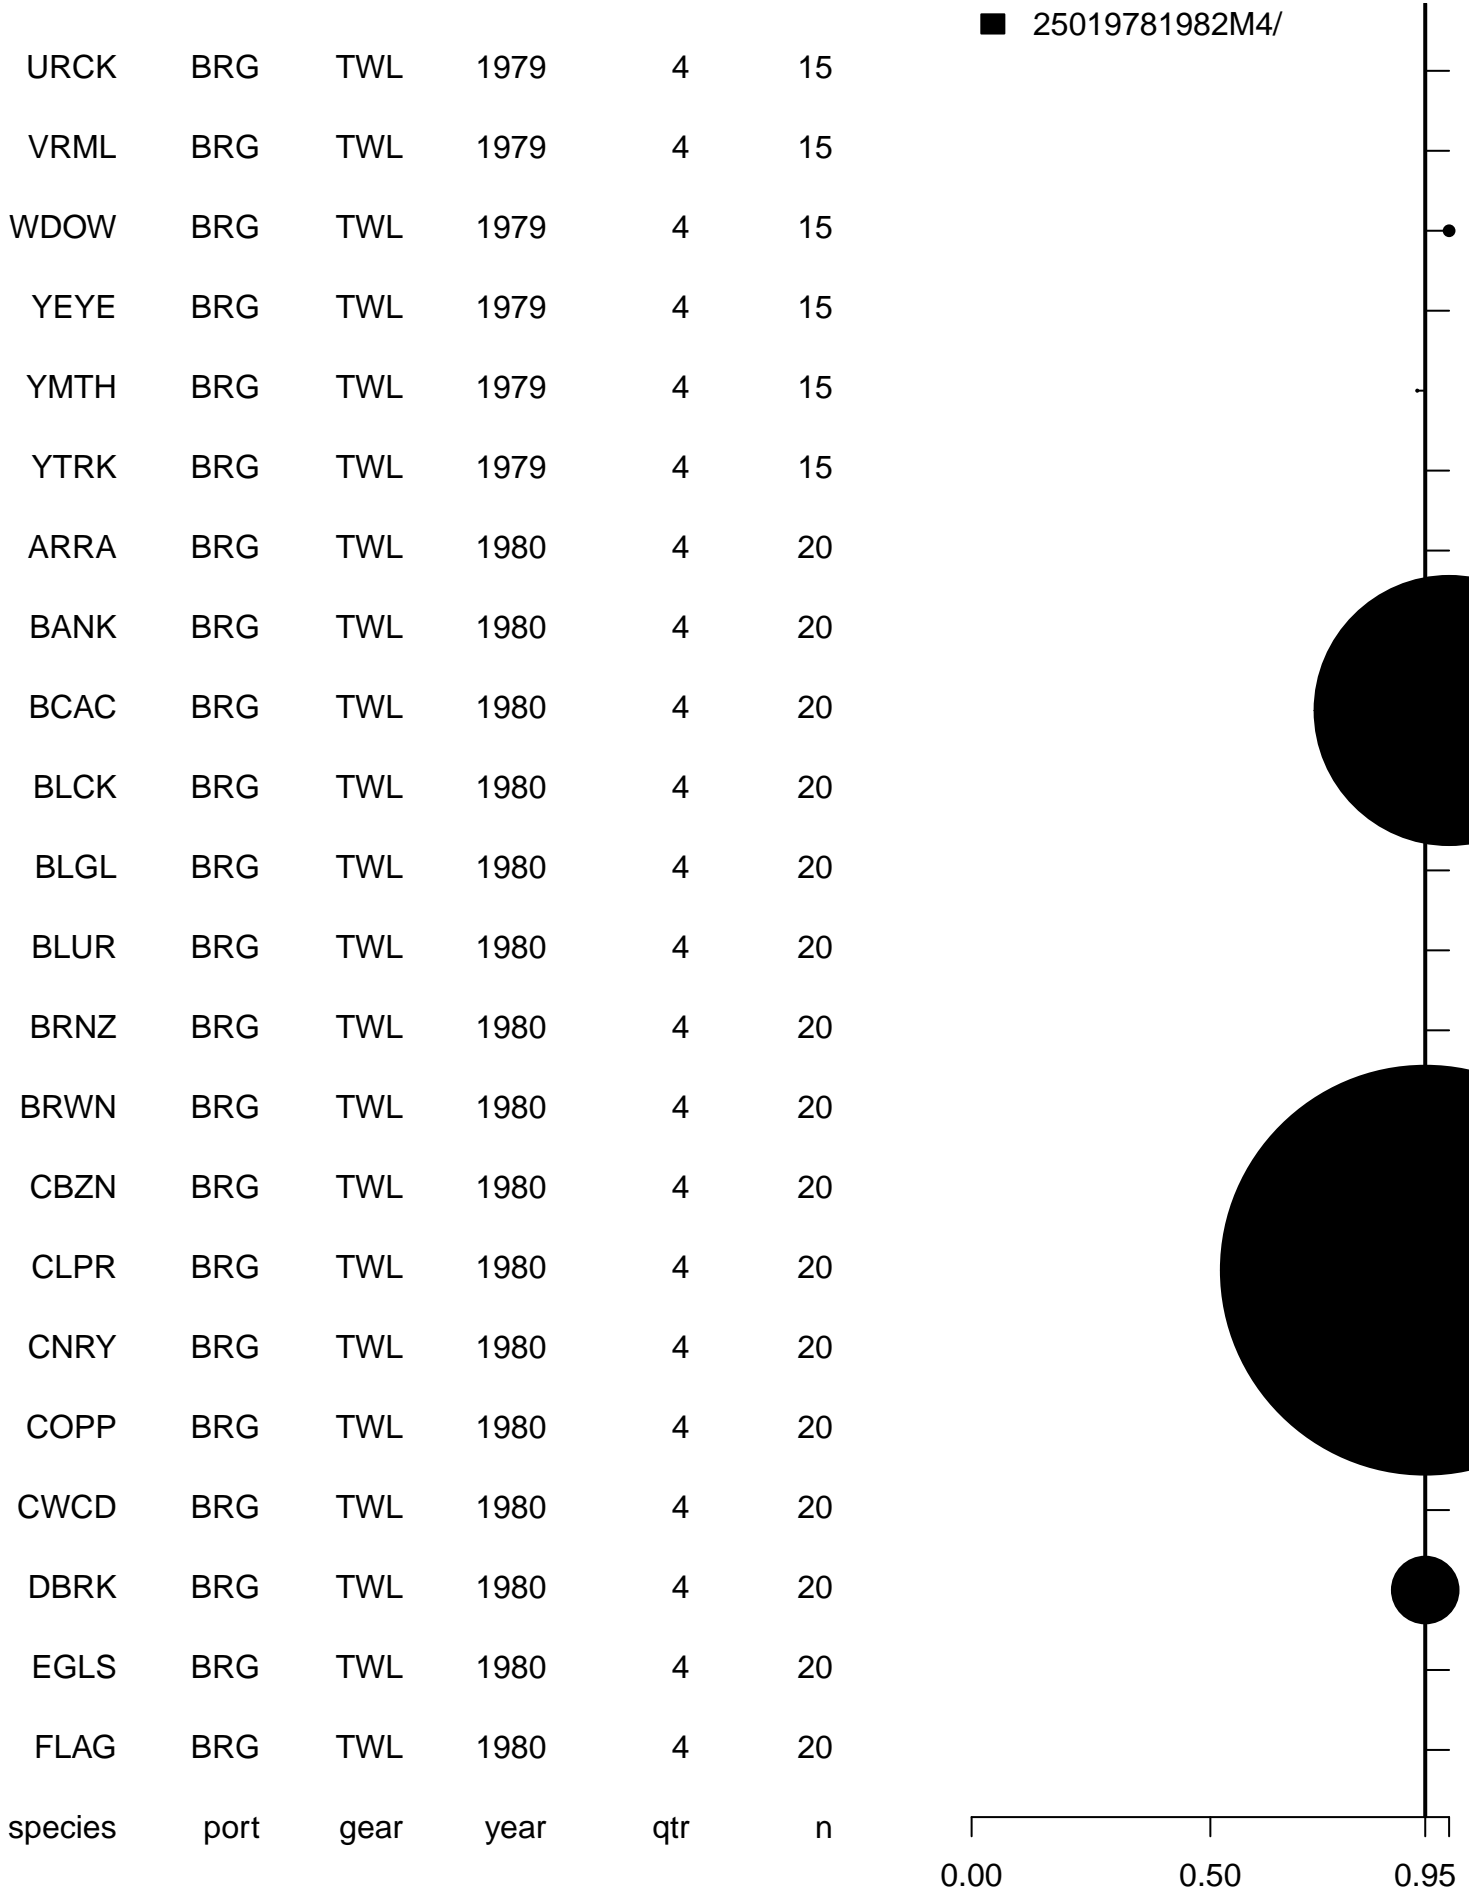 25019781982M4/
URCK BRG TWL 1979 4 15
VRML BRG TWL 1979 4 15
WDOW BRG TWL 1979 4 15
YEYE BRG TWL 1979 4 15
YMTH BRG TWL 1979 4 15
YTRK BRG TWL 1979 4 15
ARRA BRG TWL 1980 4 20
BANK BRG TWL 1980 4 20
BCAC BRG TWL 1980 4 20
BLCK BRG TWL 1980 4 20
BLGL BRG TWL 1980 4 20
BLUR BRG TWL 1980 4 20
BRNZ BRG TWL 1980 4 20
BRWN BRG TWL 1980 4 20
CBZN BRG TWL 1980 4 20
CLPR BRG TWL 1980 4 20
CNRY BRG TWL 1980 4 20
COPP BRG TWL 1980 4 20
CWCD BRG TWL 1980 4 20
DBRK BRG TWL 1980 4 20
EGLS BRG TWL 1980 4 20
FLAG BRG TWL 1980 4 20
species port gear year qtr n
0.00 0.50 0.95